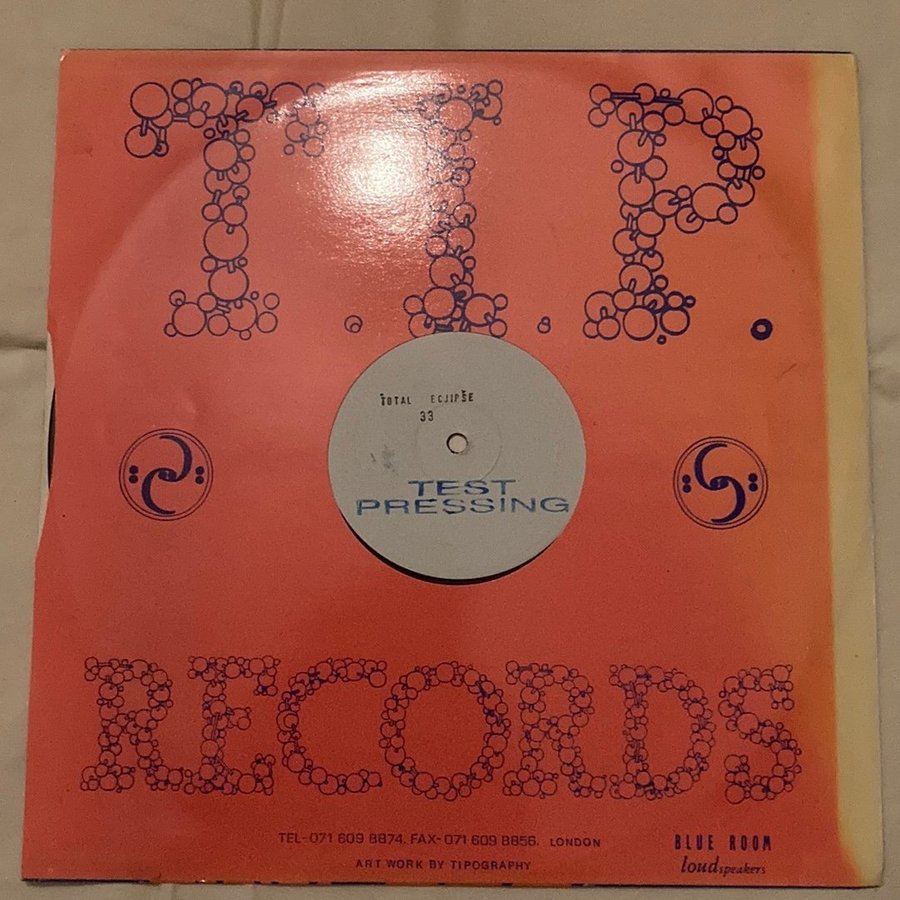 T.I.P.
TOTAL ECLIPSE
33
TEST
PRESSING
RECORDS
TEL-071 609 8874. FAX-071 609 8856. LONDON
ART WORK BY TIPOGRAPHY
BLUE ROOM
loudspeakers